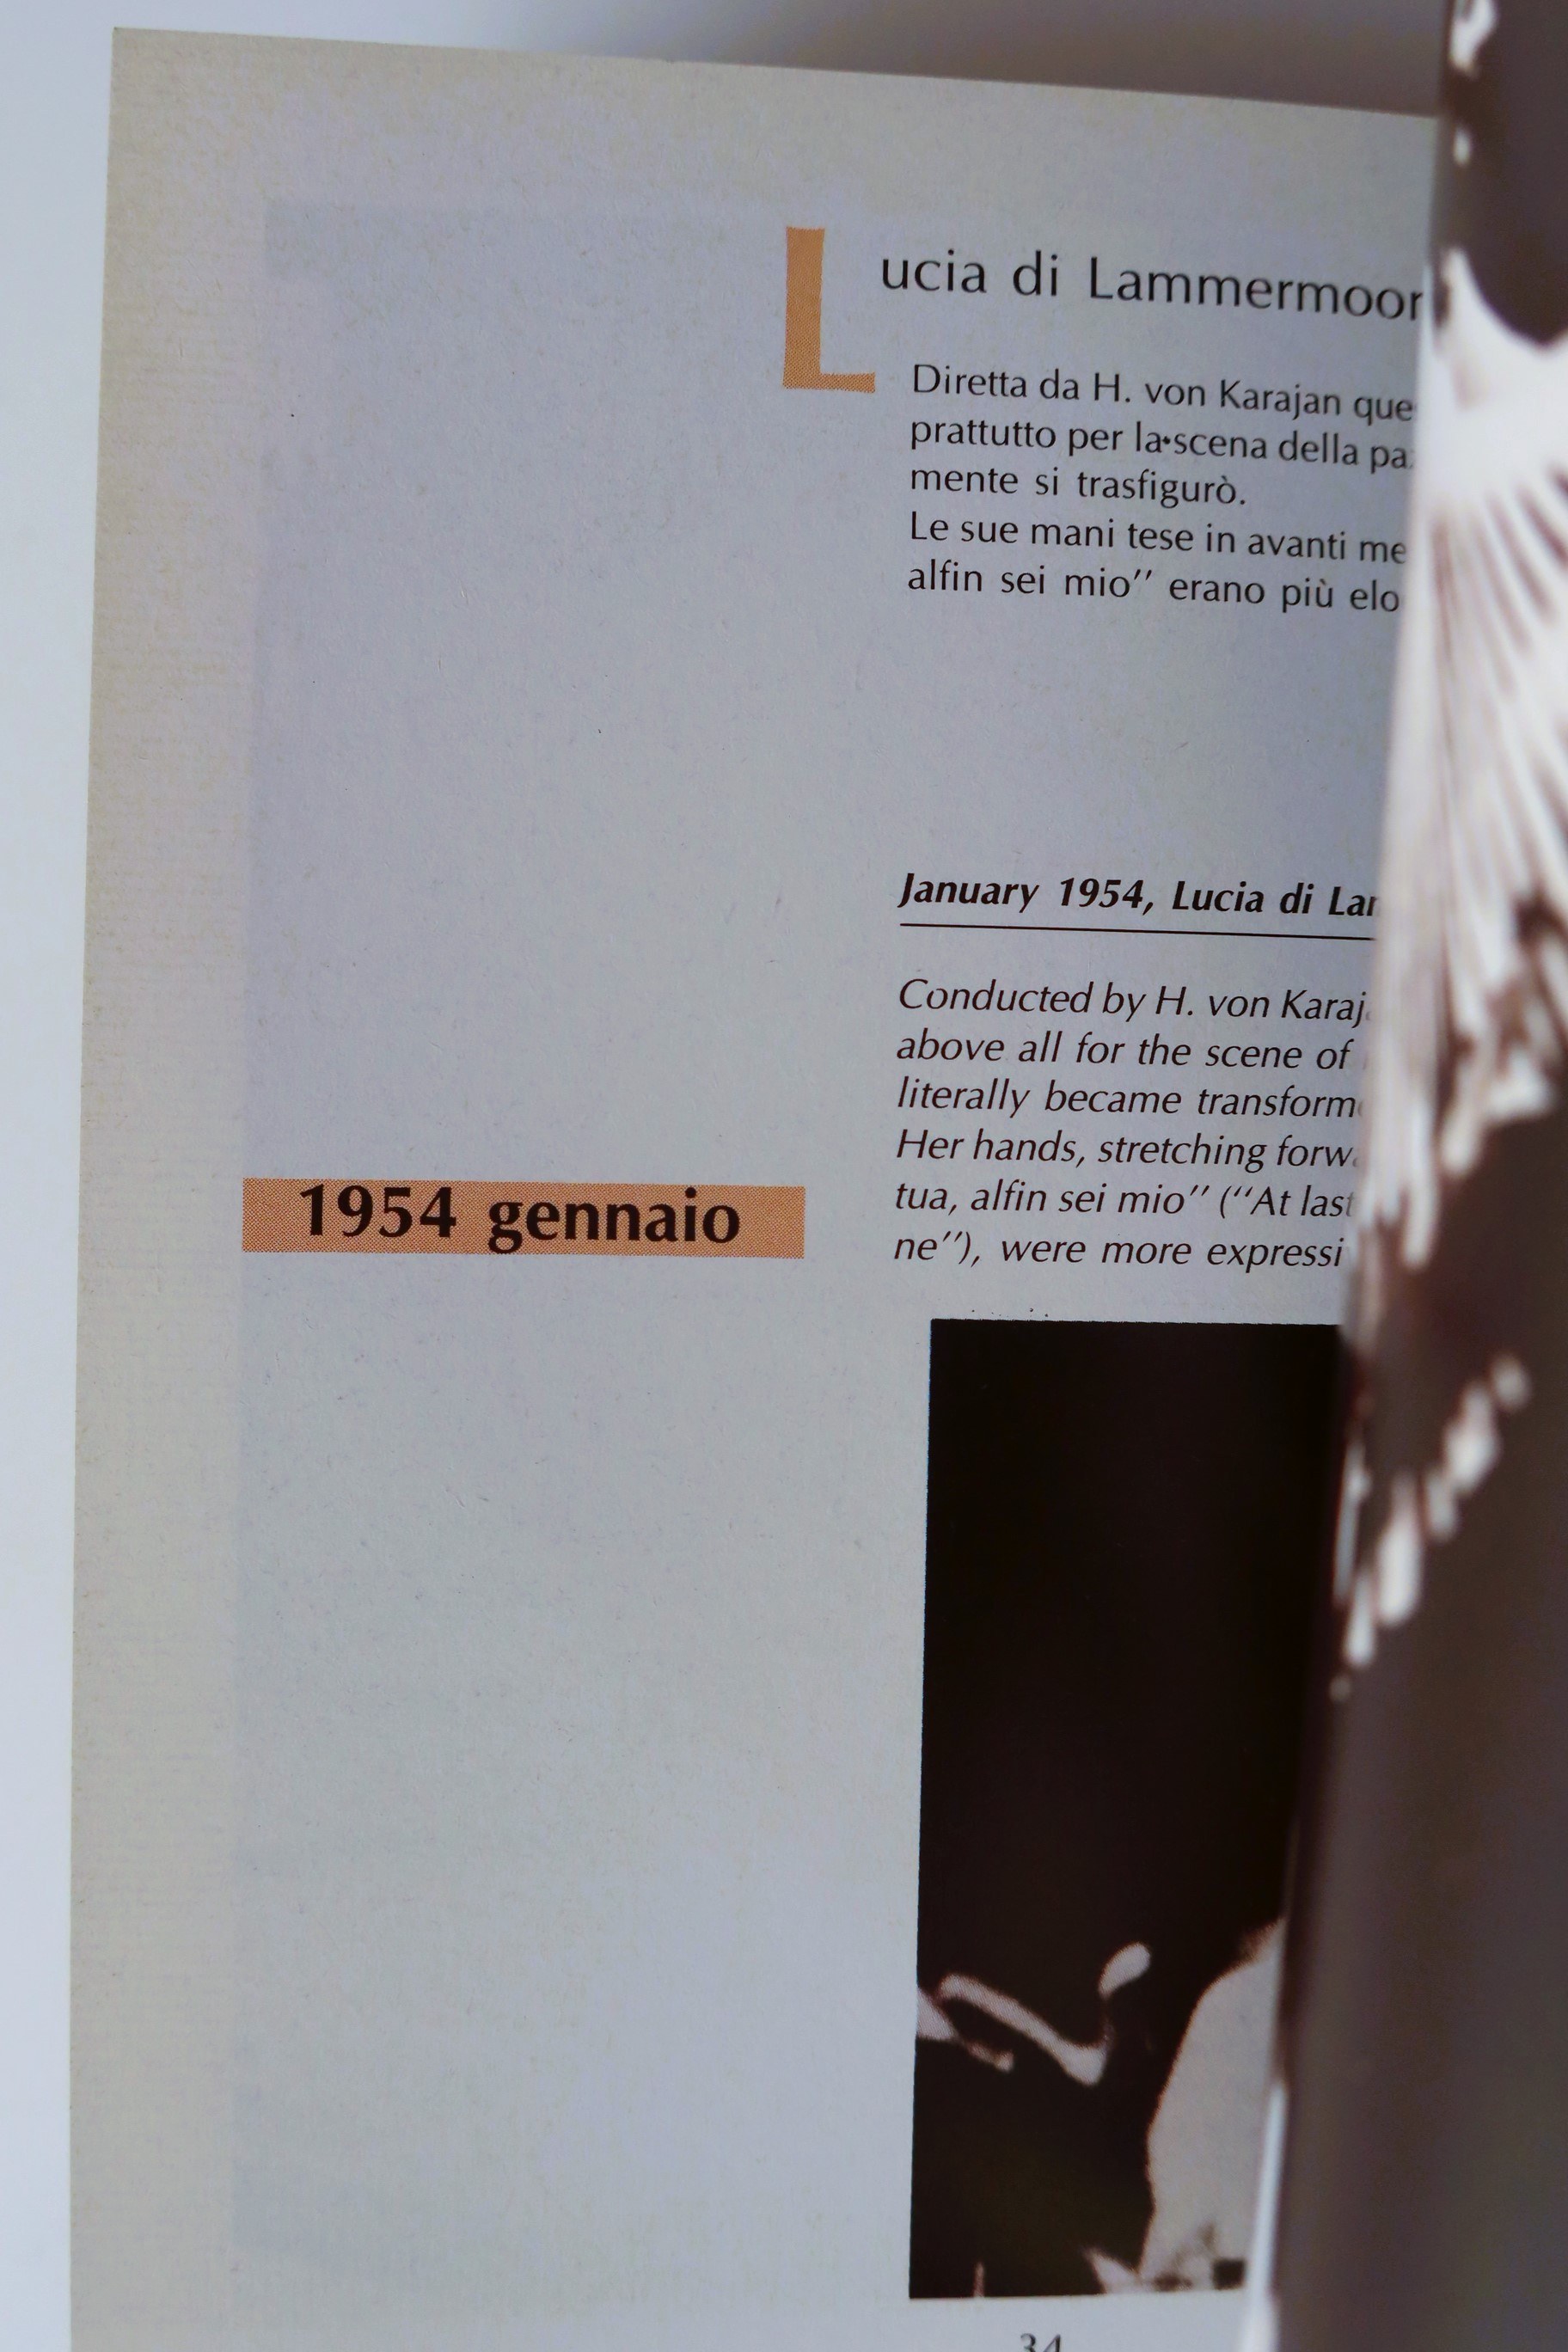 Lucia di Lammermoor
Diretta da H. von Karajan
prattutto per la scena della
mente si trasfigurò.
Le sue mani tese in avanti
alfin sei mio" erano più
January 1954, Lucia di
Conducted by H. von
above all for the scene of
literally became
Her hands, stretching
tua, alfin sei mio" ("At last
ne"), were more
1954 gennaio
34